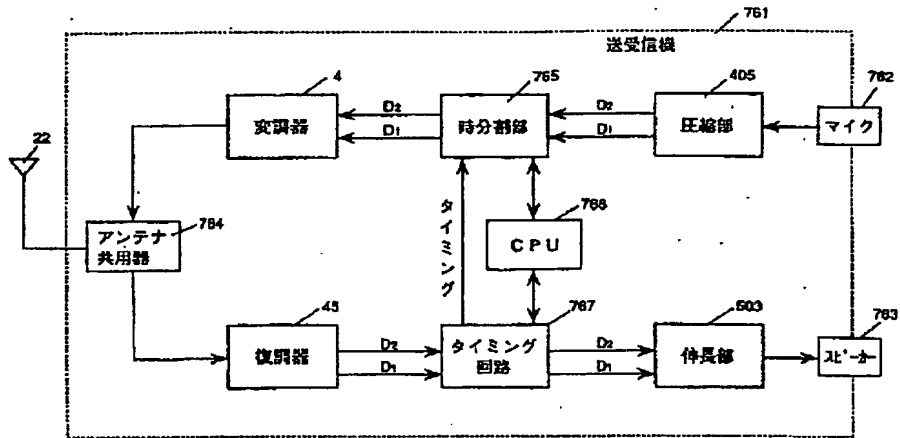 761
送受信機
4
765
405
762
変調器
D2
D1
時分割部
D2
D1
圧縮部
マイク
22
764
アンテナ
共用器
タイミング
766
CPU
45
767
503
763
復調器
D2
D1
タイミング
回路
D2
D1
伸長部
スピーカー